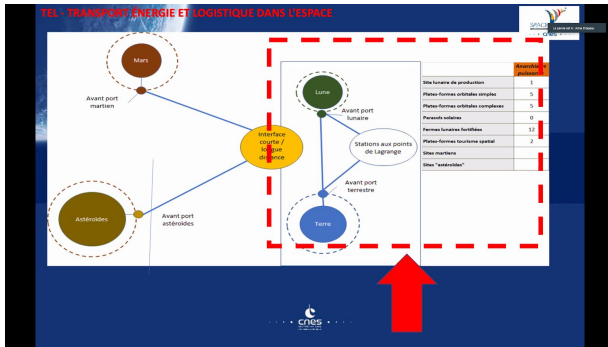 TEL - TRANSPORT ÉNERGIE ET LOGISTIQUE DANS L'ESPACE
SPACE
cnes
Mars
Avant port
martien
Lune
Avant port
lunaire
Interface
courte /
longue
distance
Stations aux points
de Lagrange
Avant port
terrestre
Astéroïdes
Avant port
astéroïdes
Terre
Site lunaire de production 1
Plates-formes orbitales simples 5
Plates-formes orbitales complexes 5
Parasols solaires 0
Fermes lunaires fortifiées 12
Plates-formes tourisme spatial 2
Sites martiens
Sites "astéroïdes"
cnes